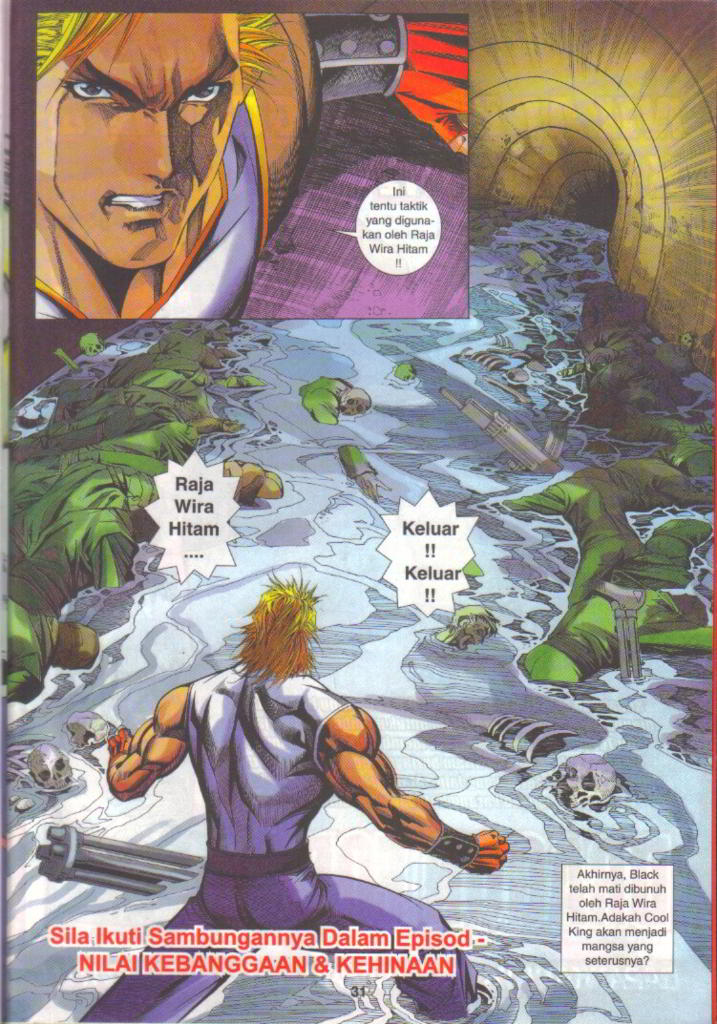 Ini
tentu taktik
yang diguna-
kan oleh Raja
Wira Hitam
!!
Raja
Wira
Hitam
....
Keluar
!!
Keluar
!!
Akhirnya, Black
telah mati dibunuh
oleh Raja Wira
Hitam.Adakah Cool
King akan menjadi
mangsa yang
seterusnya?
Sila Ikuti Sambungannya Dalam Episod -
NILAI KEBANGGAAN & KEHINAAN
31